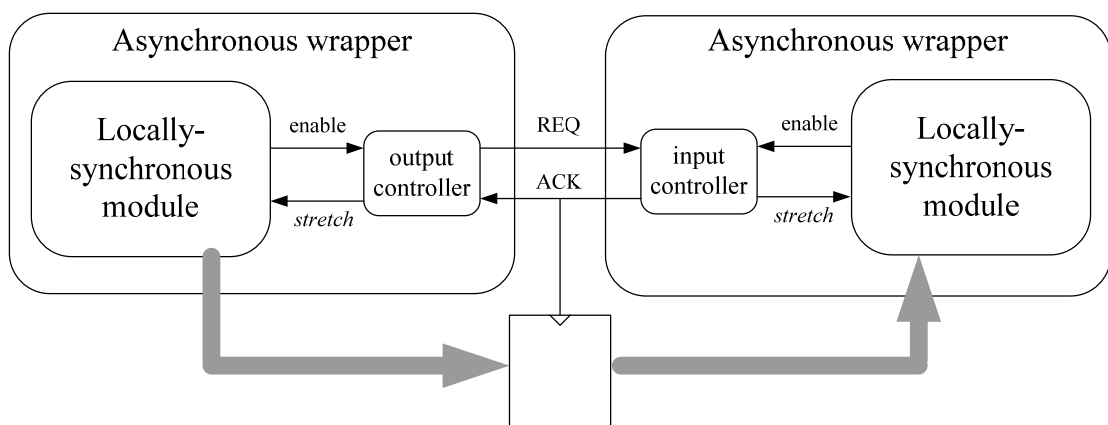 Asynchronous wrapper
Locally-
synchronous
module
enable
stretch
output
controller
REQ
ACK
Asynchronous wrapper
input
controller
enable
stretch
Locally-
synchronous
module